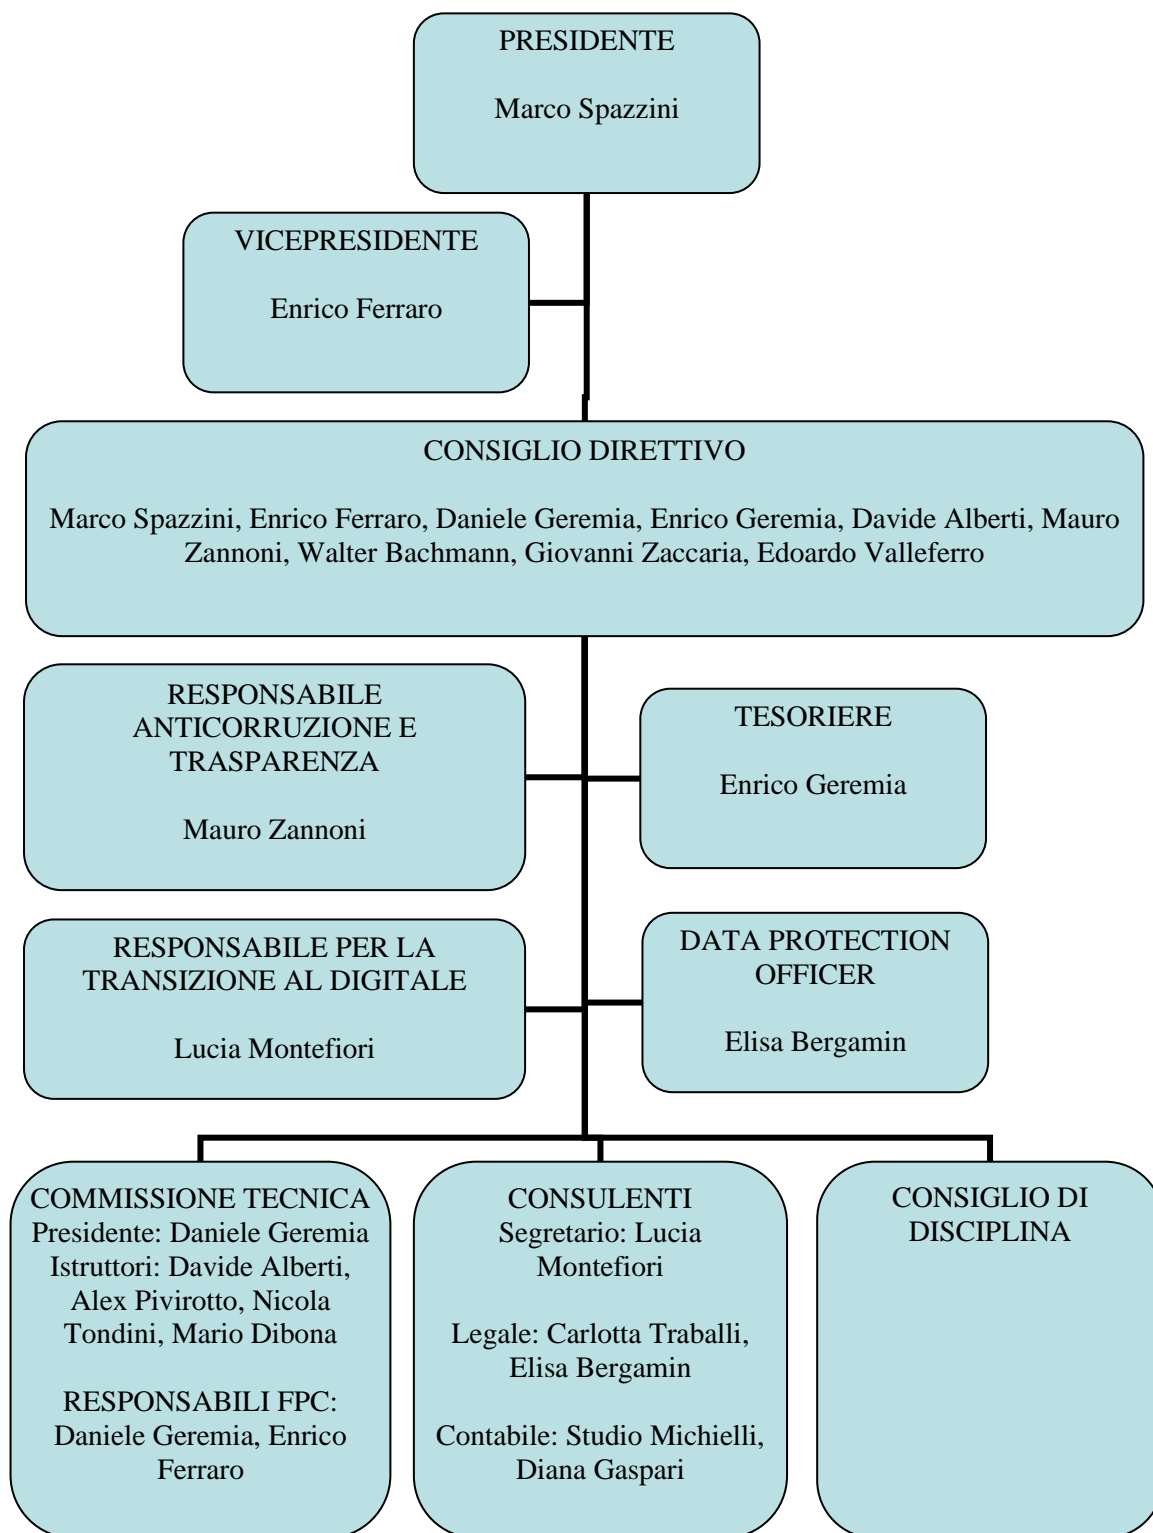 PRESIDENTE
Marco Spazzini
VICEPRESIDENTE
Enrico Ferraro
CONSIGLIO DIRETTIVO
Marco Spazzini, Enrico Ferraro, Daniele Geremia, Enrico Geremia, Davide Alberti, Mauro
Zannoni, Walter Bachmann, Giovanni Zaccaria, Edoardo Valleferro
RESPONSABILE
ANTICORRUZIONE E
TRASPARENZA
Mauro Zannoni
TESORIERE
Enrico Geremia
RESPONSABILE PER LA
TRANSIZIONE AL DIGITALE
Lucia Montefiori
DATA PROTECTION
OFFICER
Elisa Bergamin
COMMISSIONE TECNICA
Presidente: Daniele Geremia
Istruttori: Davide Alberti,
Alex Pivirotto, Nicola
Tondini, Mario Dibona
RESPONSABILI FPC:
Daniele Geremia, Enrico
Ferraro
CONSULENTI
Segretario: Lucia
Montefiori
Legale: Carlotta Traballi,
Elisa Bergamin
Contabile: Studio Michielli,
Diana Gaspari
CONSIGLIO DI
DISCIPLINA